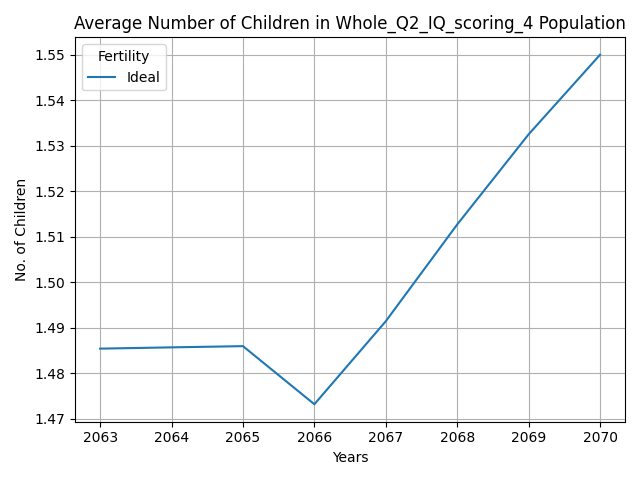 Average Number of Children in Whole_Q2_IQ_scoring_4 Population
Fertility
Ideal
1.55
1.54
1.53
1.52
1.51
1.50
1.49
1.48
1.47
No. of Children
2063 2064 2065 2066 2067 2068 2069 2070
Years